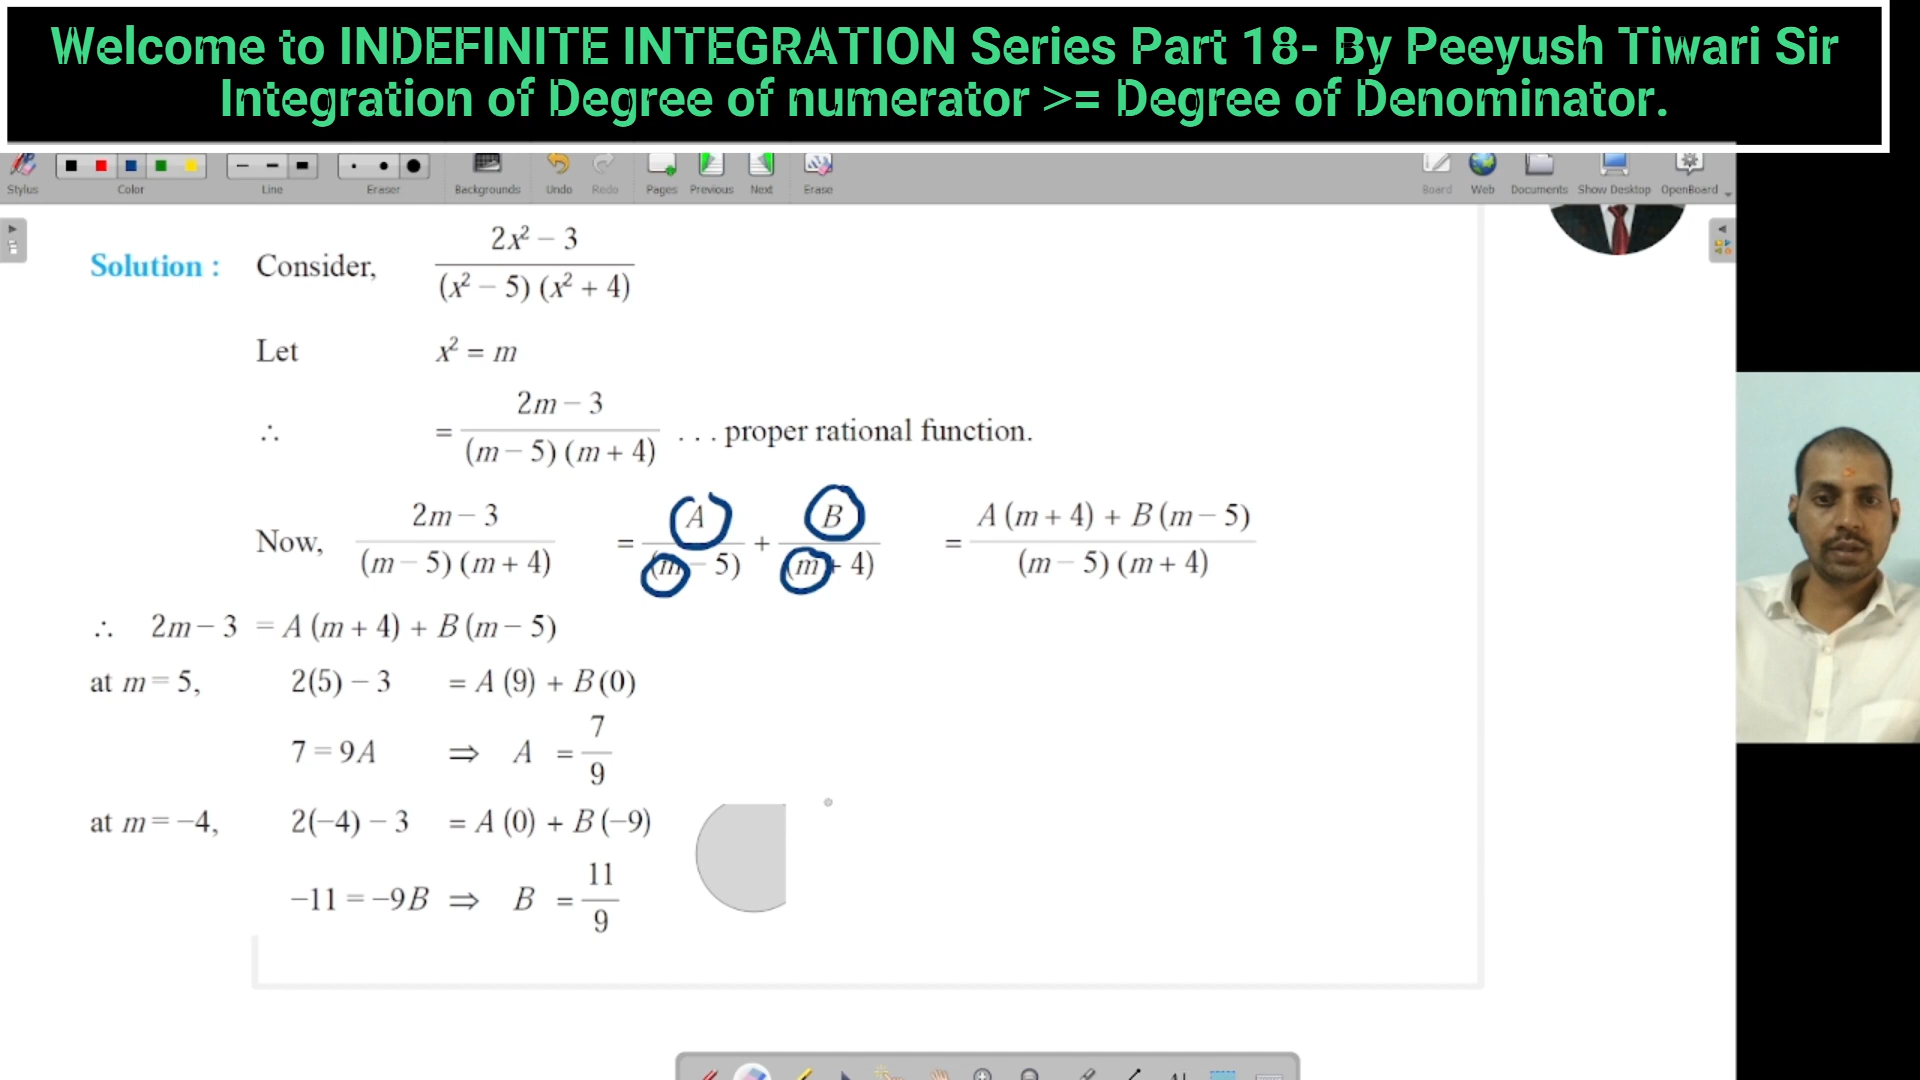 Welcome to INDEFINITE INTEGRATION Series Part 18- By Peeyush Tiwari Sir
Integration of Degree of numerator >= Degree of Denominator.
Stylus Color Line Eraser Backgrounds Undo Redo Pages Previous Next Erase Board Web Documents Show Desktop OpenBoard
Solution : Consider, (2x² − 3) / ((x² − 5) (x² + 4))
Let x² = m
∴ = (2m − 3) / ((m − 5) (m + 4)) . . . proper rational function.
Now, (2m − 3) / ((m − 5) (m + 4)) = A / (m − 5) + B / (m + 4) = (A (m + 4) + B (m − 5)) / ((m − 5) (m + 4))
∴ 2m − 3 = A (m + 4) + B (m − 5)
at m = 5, 2(5) − 3 = A (9) + B (0)
7 = 9A ⇒ A = 7/9
at m = −4, 2(−4) − 3 = A (0) + B (−9)
−11 = −9B ⇒ B = 11/9